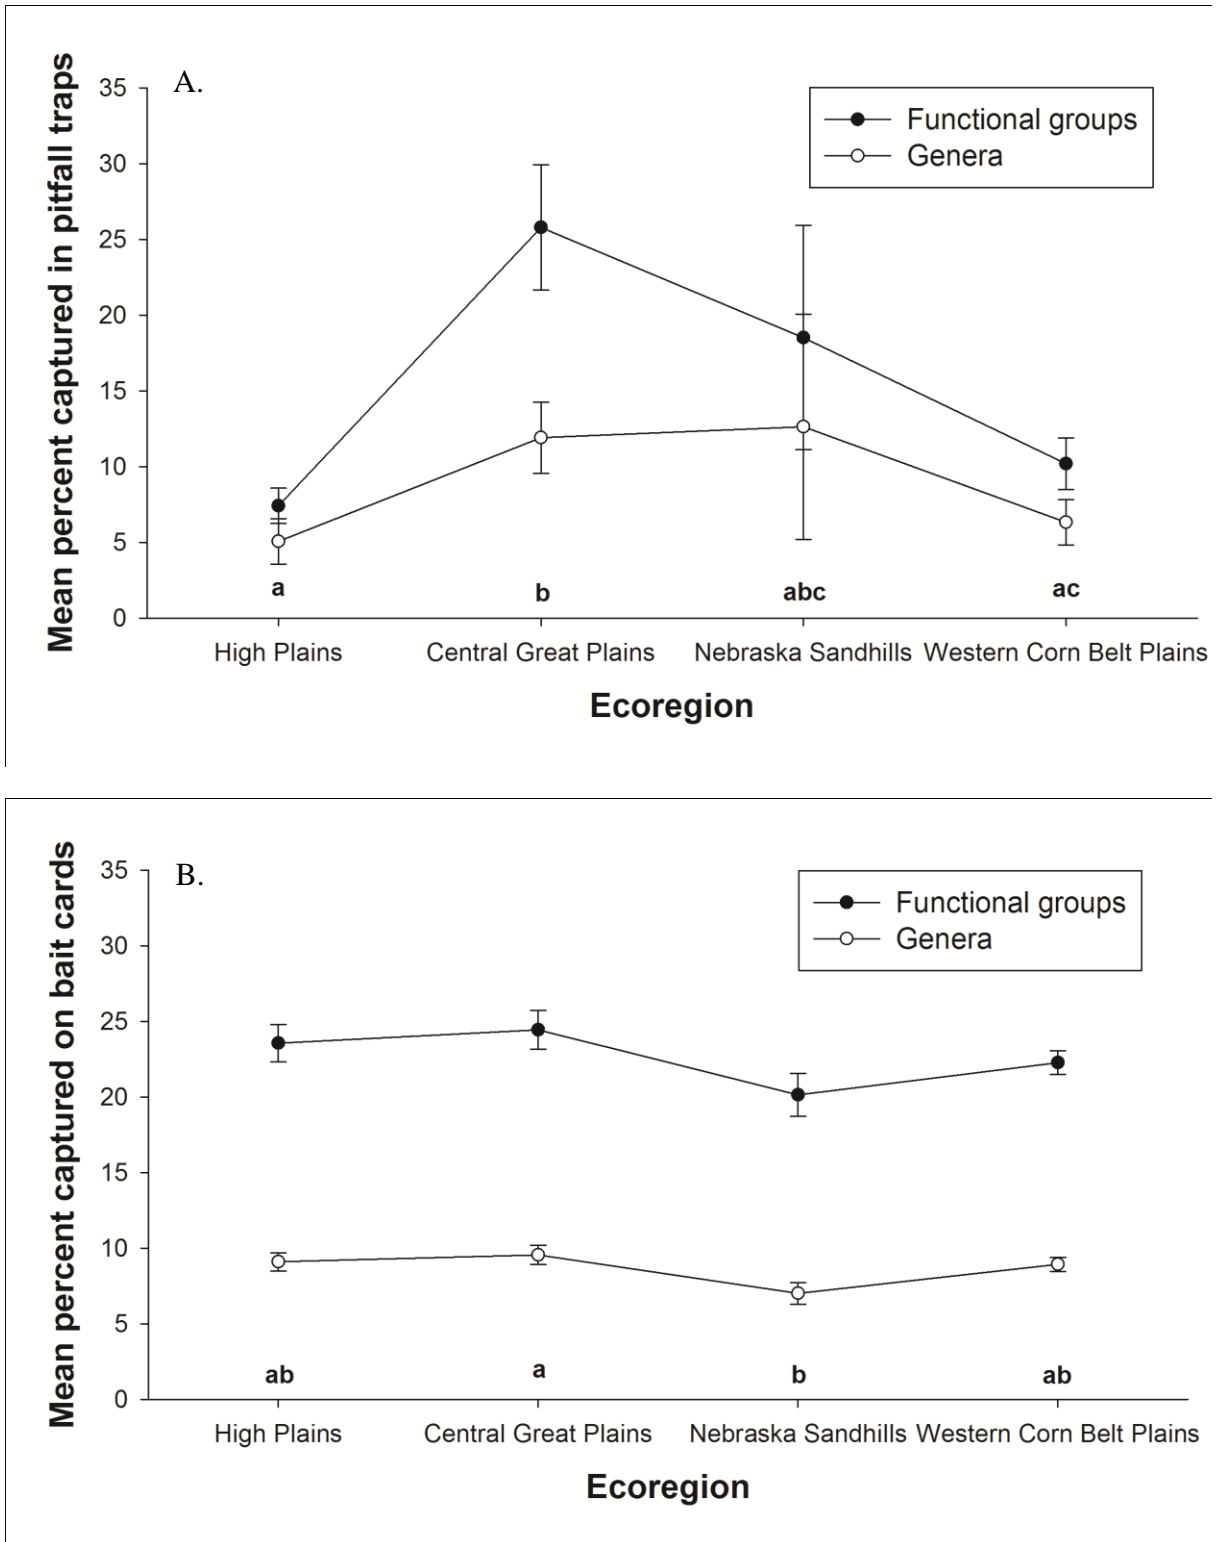 A.
Mean percent captured in pitfall traps
35
30
25
20
15
10
5
0
Functional groups
Genera
a
b
abc
ac
High Plains
Central Great Plains
Nebraska Sandhills
Western Corn Belt Plains
Ecoregion
B.
Mean percent captured on bait cards
35
30
25
20
15
10
5
0
Functional groups
Genera
ab
a
b
ab
High Plains
Central Great Plains
Nebraska Sandhills
Western Corn Belt Plains
Ecoregion